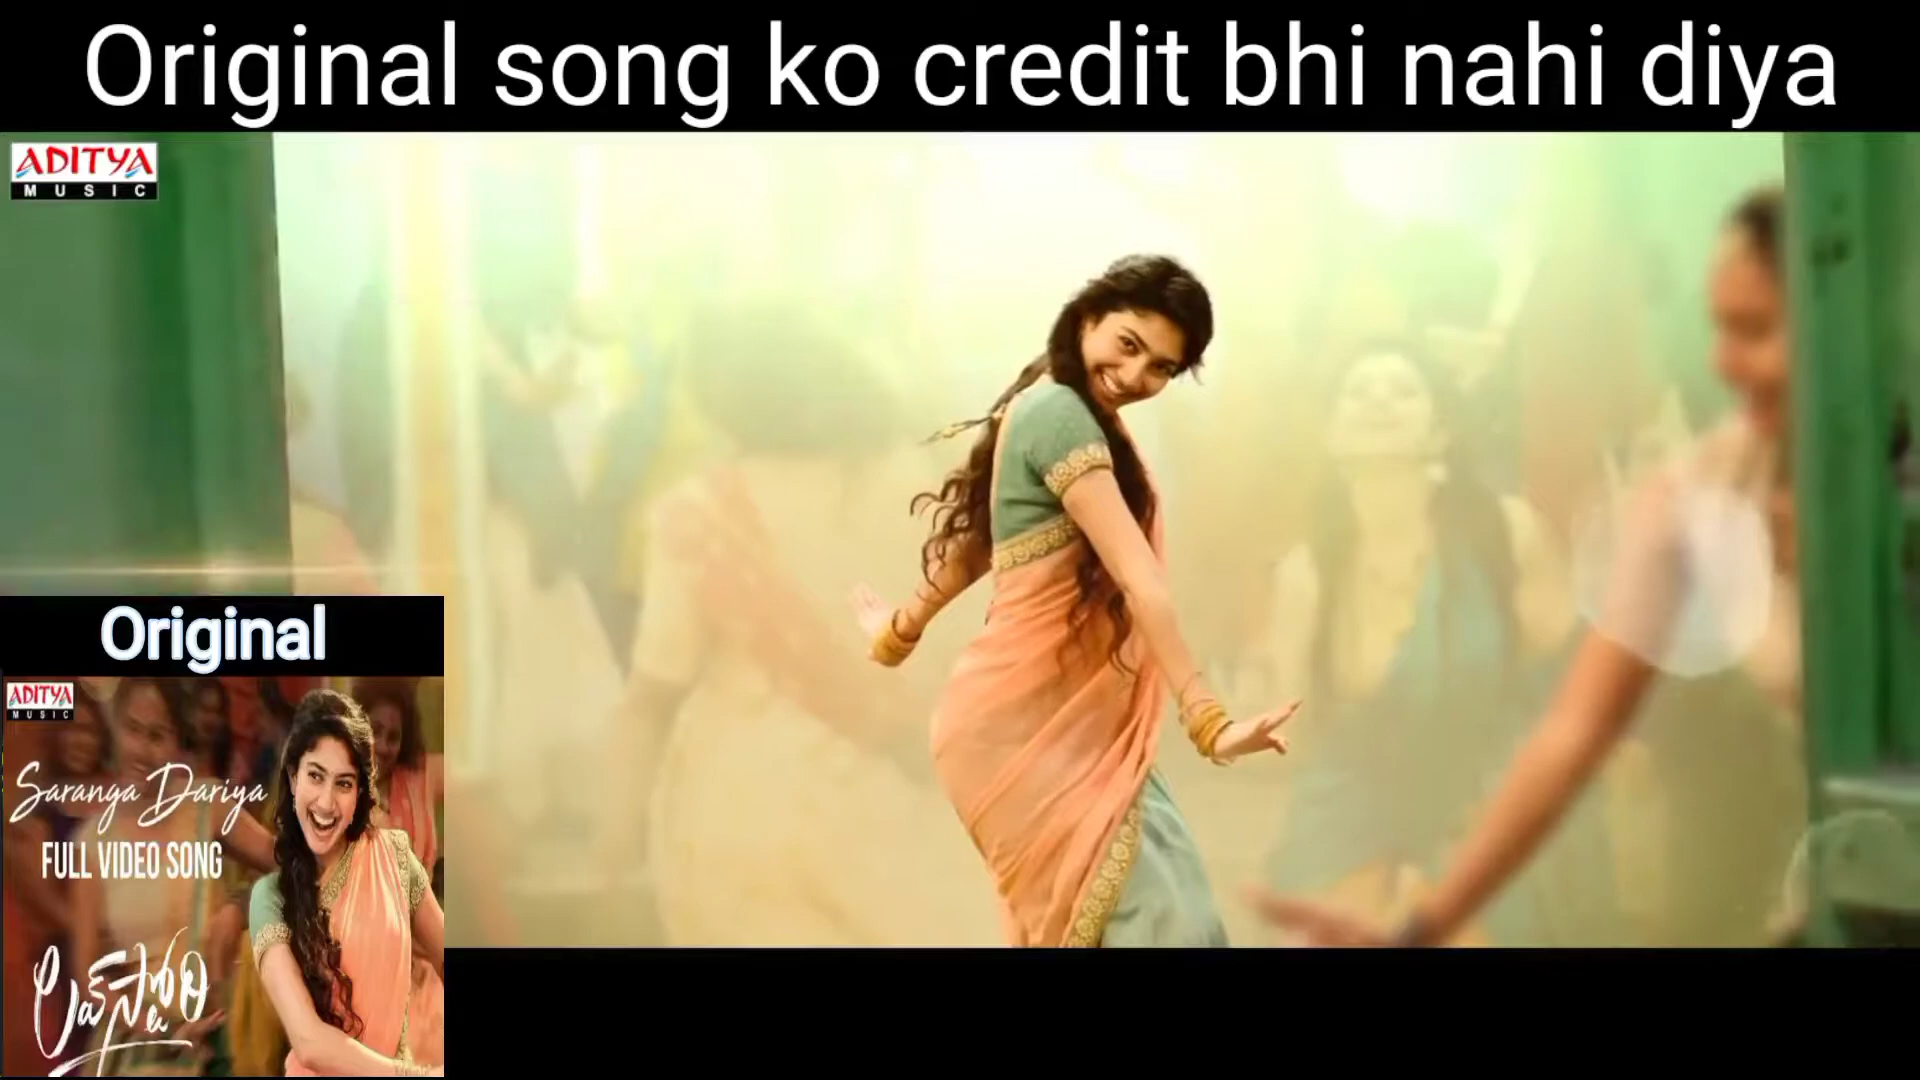 Original song ko credit bhi nahi diya
ADITYA
MUSIC
Original
ADITYA
MUSIC
Saranga Dariya
FULL VIDEO SONG
లవ్ స్టోరి